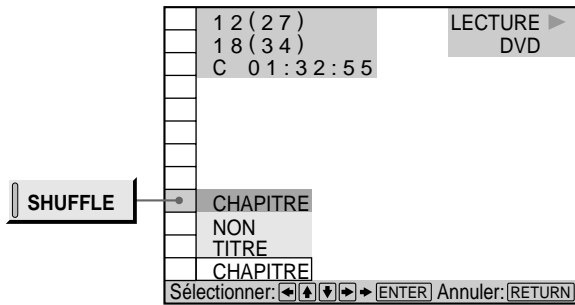 12(27)
18(34)
C 01:32:55
LECTURE ▶
DVD
SHUFFLE
CHAPITRE
NON
TITRE
CHAPITRE
Sélectionner: ← ↑ ↓ → → ENTER Annuler: RETURN